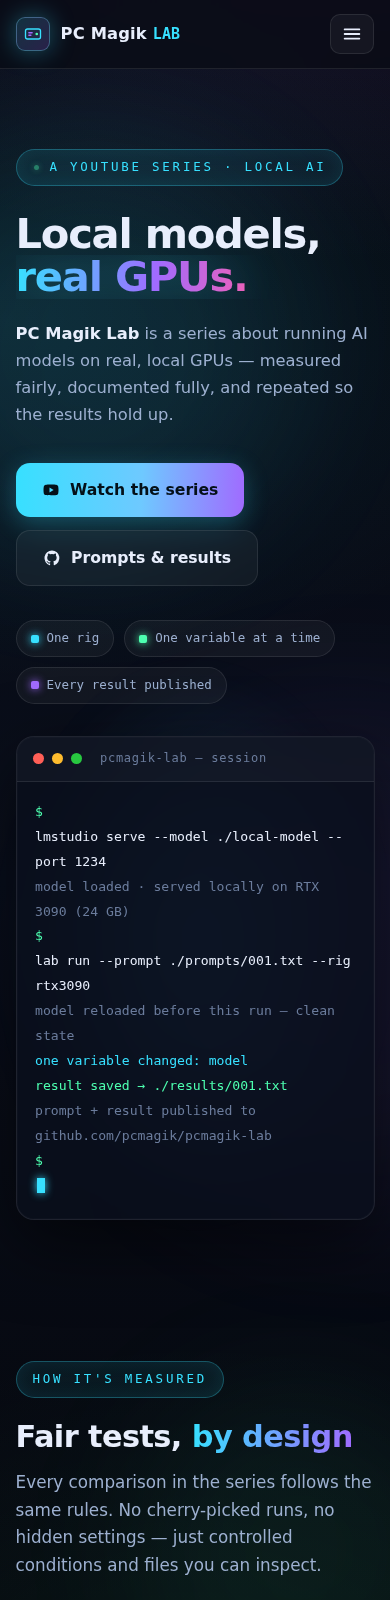 PC Magik LAB
A YOUTUBE SERIES · LOCAL AI
Local models,
real GPUs.
PC Magik Lab is a series about running AI
models on real, local GPUs — measured
fairly, documented fully, and repeated so
the results hold up.
Watch the series
Prompts & results
One rig
One variable at a time
Every result published
pcmagik-lab — session
$
lmstudio serve --model ./local-model --
port 1234
model loaded · served locally on RTX
3090 (24 GB)
$
lab run --prompt ./prompts/001.txt --rig
rtx3090
model reloaded before this run — clean
state
one variable changed: model
result saved → ./results/001.txt
prompt + result published to
github.com/pcmagik/pcmagik-lab
$
HOW IT'S MEASURED
Fair tests, by design
Every comparison in the series follows the
same rules. No cherry-picked runs, no
hidden settings — just controlled
conditions and files you can inspect.